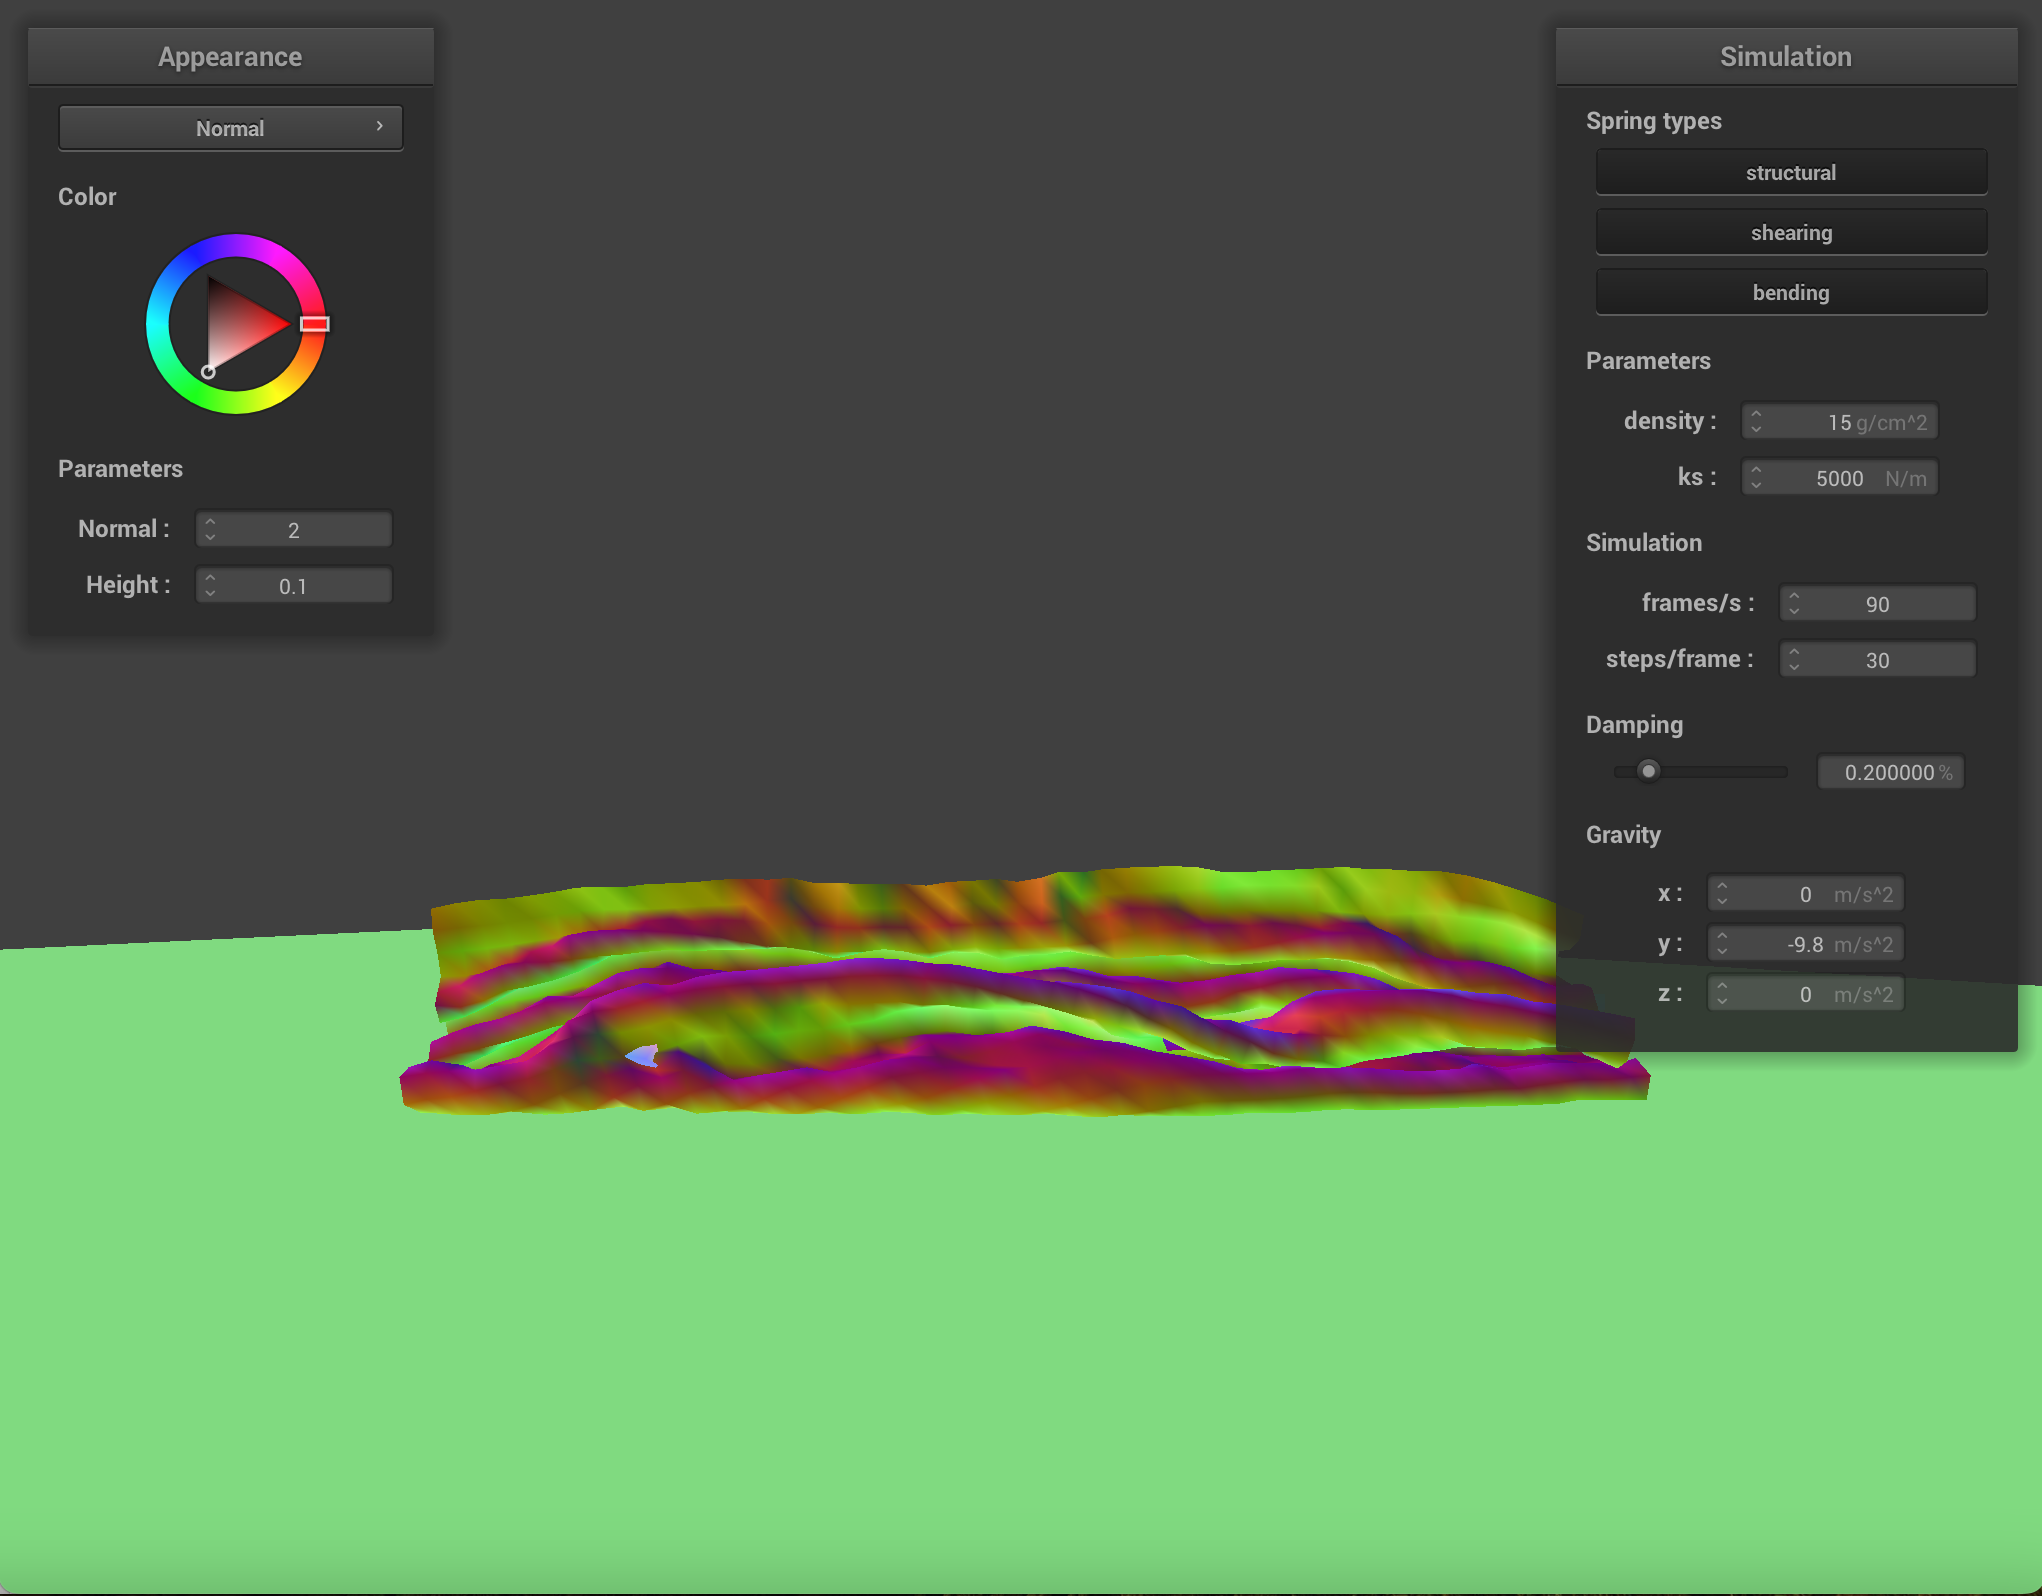 Appearance
Normal
Color
Parameters
Normal : 2
Height : 0.1
Simulation
Spring types
structural
shearing
bending
Parameters
density : 15 g/cm^2
ks : 5000 N/m
Simulation
frames/s : 90
steps/frame : 30
Damping
0.200000 %
Gravity
x : 0 m/s^2
y : -9.8 m/s^2
z : 0 m/s^2